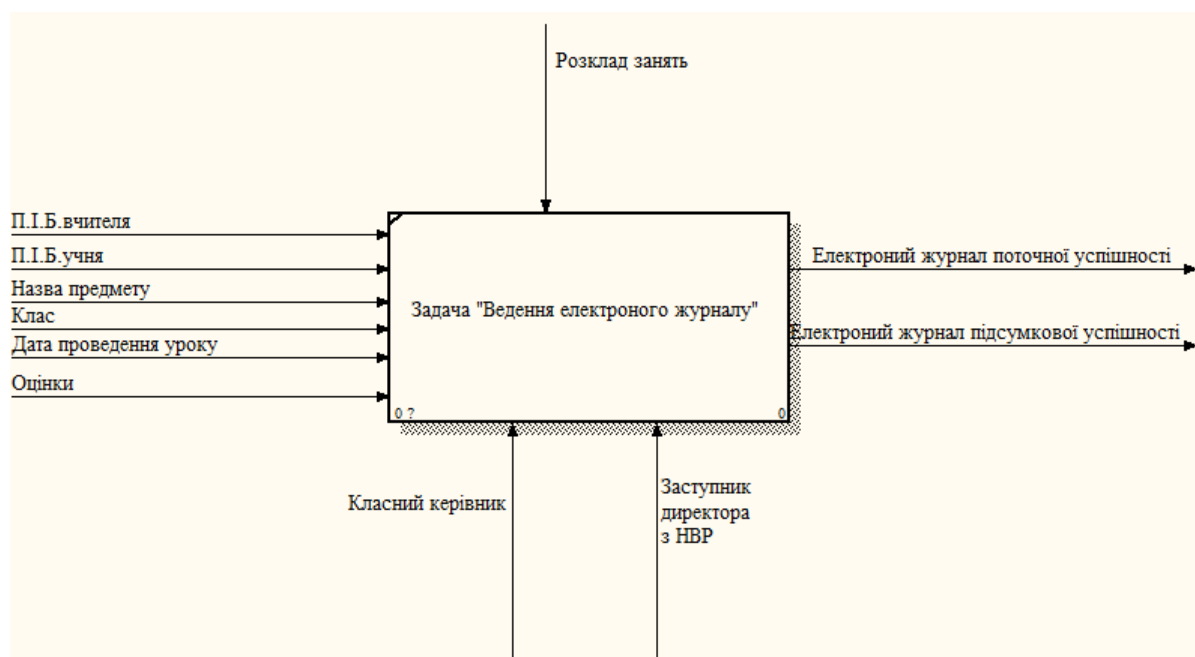 Розклад занять
П.І.Б.вчителя
П.І.Б.учня
Назва предмету
Клас
Дата проведення уроку
Оцінки
Задача "Ведення електроного журналу"
0 ?
0
Електроний журнал поточної успішності
Електроний журнал підсумкової успішності
Класний керівник
Заступник
директора
з НВР